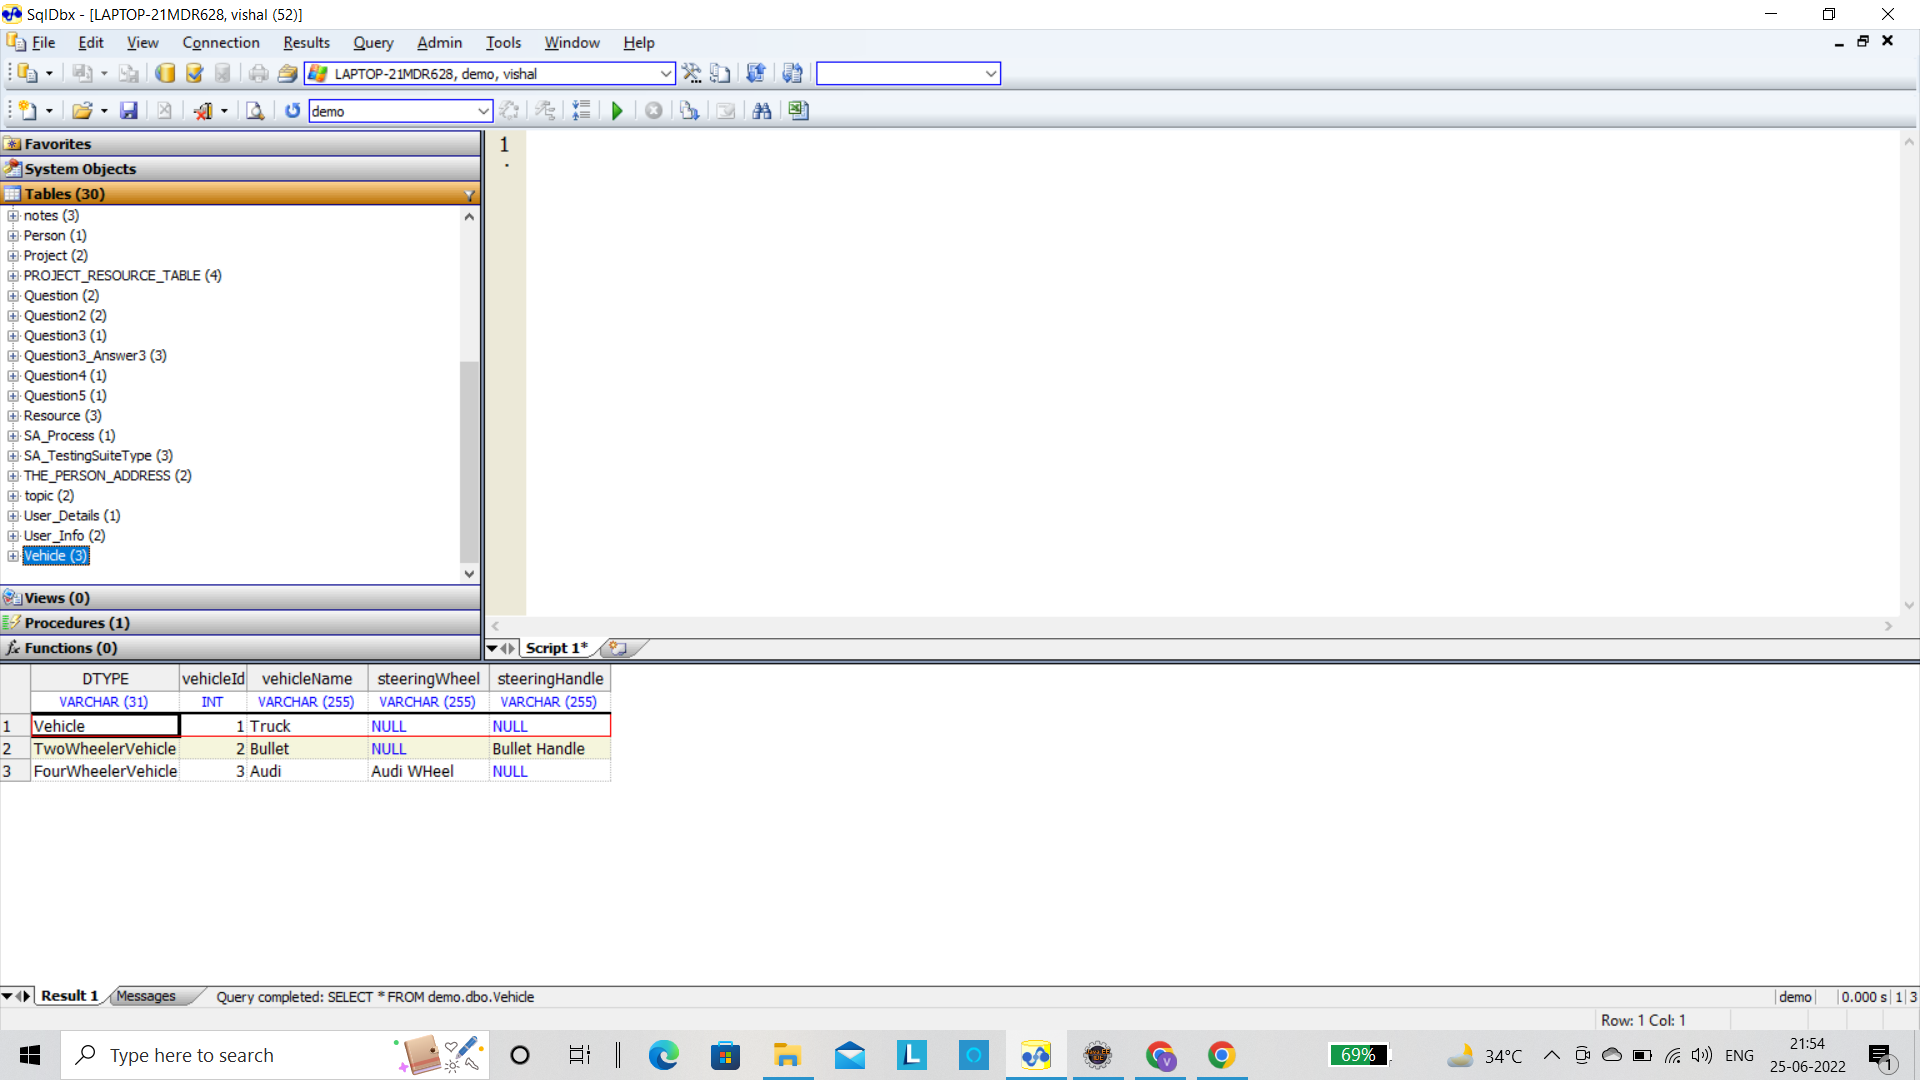 SqlDbx - [LAPTOP-21MDR628, vishal (52)]
File Edit View Connection Results Query Admin Tools Window Help
LAPTOP-21MDR628, demo, vishal
demo
Favorites
System Objects
Tables (30)
notes (3)
Person (1)
Project (2)
PROJECT_RESOURCE_TABLE (4)
Question (2)
Question2 (2)
Question3 (1)
Question3_Answer3 (3)
Question4 (1)
Question5 (1)
Resource (3)
SA_Process (1)
SA_TestingSuiteType (3)
THE_PERSON_ADDRESS (2)
topic (2)
User_Details (1)
User_Info (2)
Vehicle (3)
Views (0)
Procedures (1)
Functions (0)
1
Script 1*
DTYPE vehicleId vehicleName steeringWheel steeringHandle
VARCHAR (31) INT VARCHAR (255) VARCHAR (255) VARCHAR (255)
1 Vehicle 1 Truck NULL NULL
2 TwoWheelerVehicle 2 Bullet NULL Bullet Handle
3 FourWheelerVehicle 3 Audi Audi WHeel NULL
Result 1 Messages Query completed: SELECT * FROM demo.dbo.Vehicle demo 0.000 s 1 3
Row: 1 Col: 1
Type here to search 69% 34°C ENG 21:54
25-06-2022 1